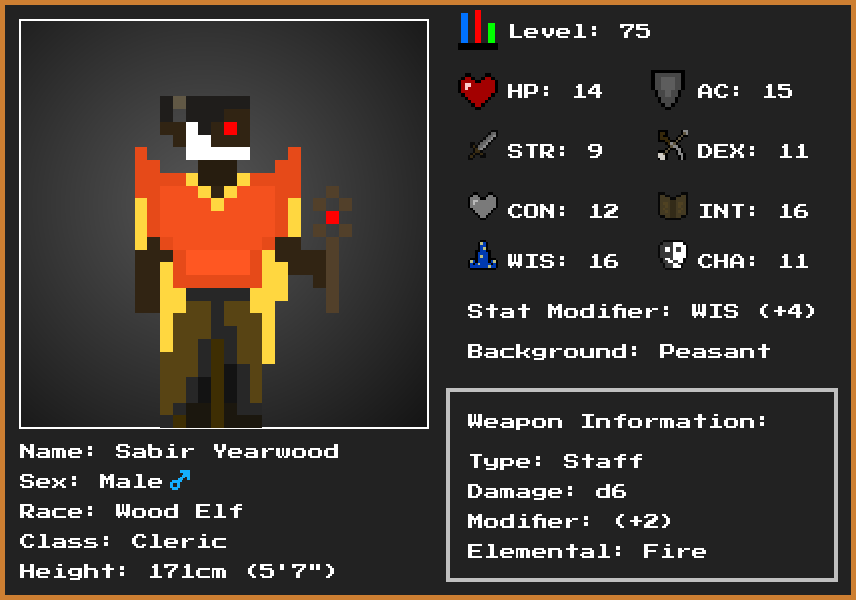 Level: 75
HP: 14 AC: 15
STR: 9 DEX: 11
CON: 12 INT: 16
WIS: 16 CHA: 11
Stat Modifier: WIS (+4)
Background: Peasant
Weapon Information:
Type: Staff
Damage: d6
Modifier: (+2)
Elemental: Fire
Name: Sabir Yearwood
Sex: Male♂
Race: Wood Elf
Class: Cleric
Height: 171cm (5'7")